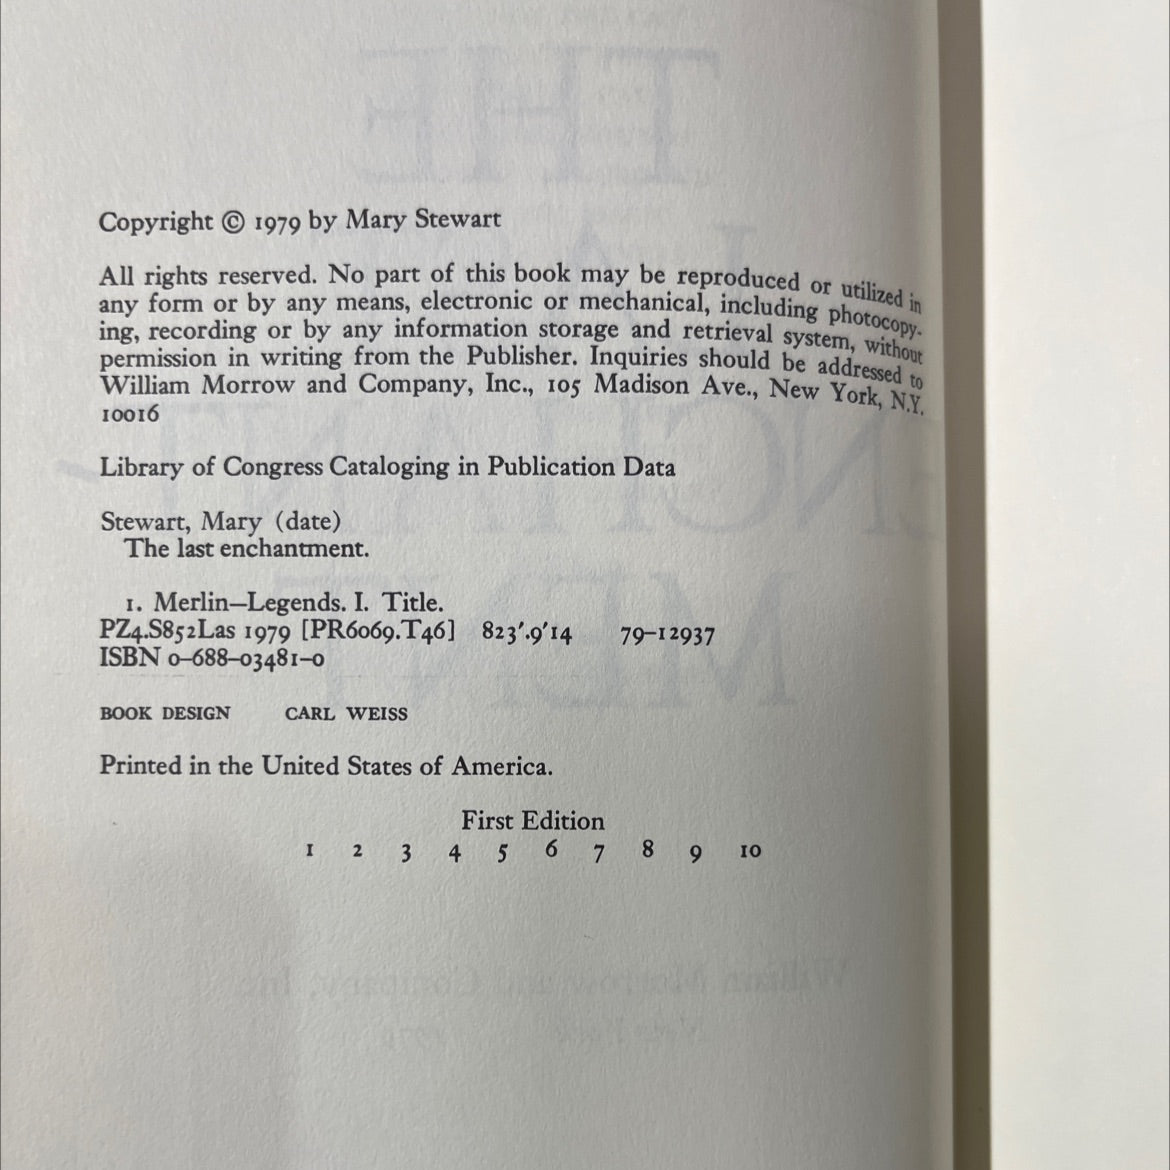 Copyright © 1979 by Mary Stewart
All rights reserved. No part of this book may be reproduced or utilized in
any form or by any means, electronic or mechanical, including photocopy-
ing, recording or by any information storage and retrieval system, without
permission in writing from the Publisher. Inquiries should be addressed to
William Morrow and Company, Inc., 105 Madison Ave., New York, N.Y.
10016
Library of Congress Cataloging in Publication Data
Stewart, Mary (date)
The last enchantment.
1. Merlin—Legends. I. Title.
PZ4.S852Las 1979 [PR6069.T46] 823'.9'14 79-12937
ISBN 0-688-03481-0
BOOK DESIGN CARL WEISS
Printed in the United States of America.
First Edition
1 2 3 4 5 6 7 8 9 10